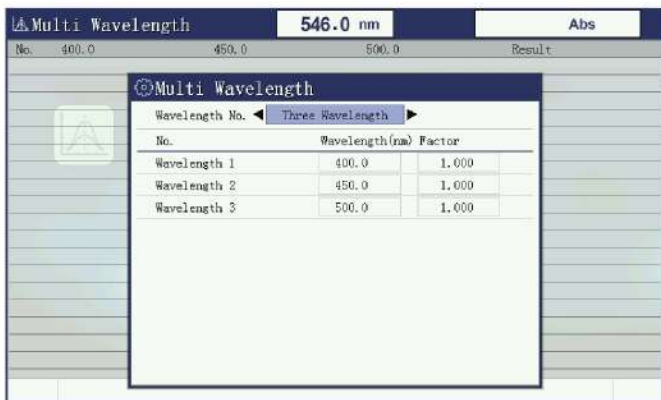 Multi Wavelength 546.0 nm Abs
No. 400.0 450.0 500.0 Result
Multi Wavelength
Wavelength No. ◀ Three Wavelength ▶
No. Wavelength(nm) Factor
Wavelength 1 400.0 1.000
Wavelength 2 450.0 1.000
Wavelength 3 500.0 1.000